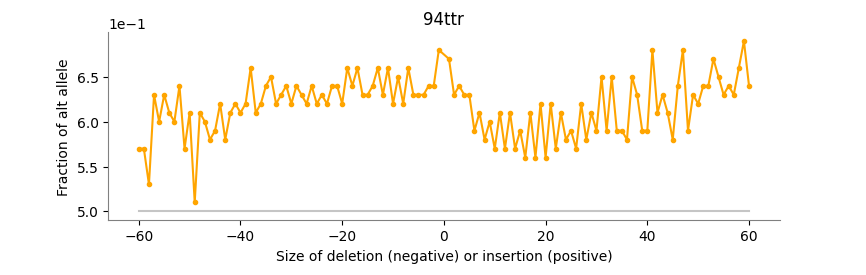 94ttr
1e−1
Fraction of alt allele
6.5
6.0
5.5
5.0
−60 −40 −20 0 20 40 60
Size of deletion (negative) or insertion (positive)